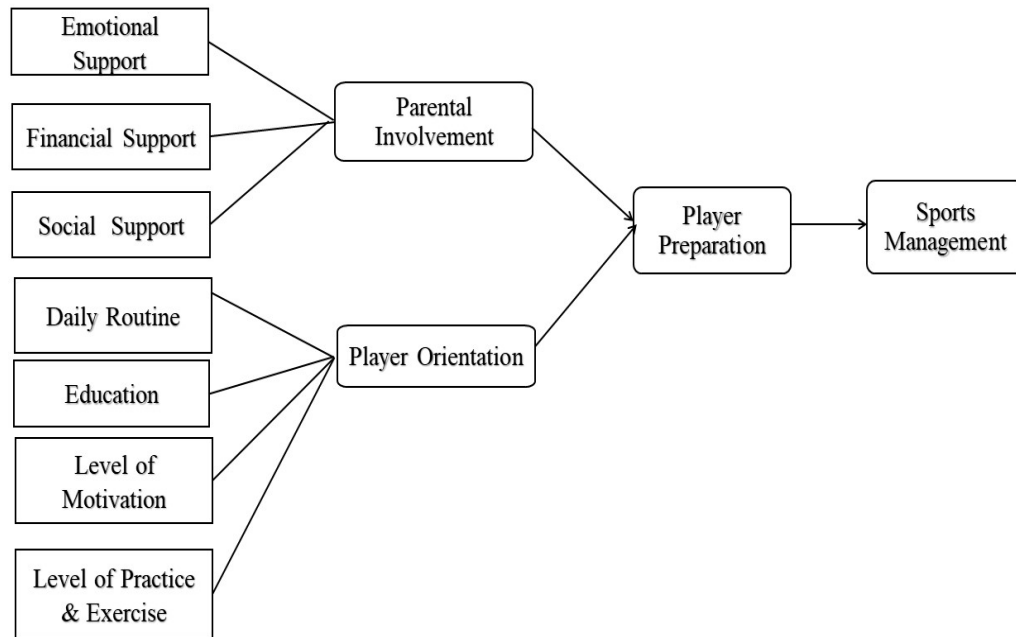 Emotional
Support
Financial Support
Social Support
Daily Routine
Education
Level of
Motivation
Level of Practice
& Exercise
Parental
Involvement
Player Orientation
Player
Preparation
Sports
Management